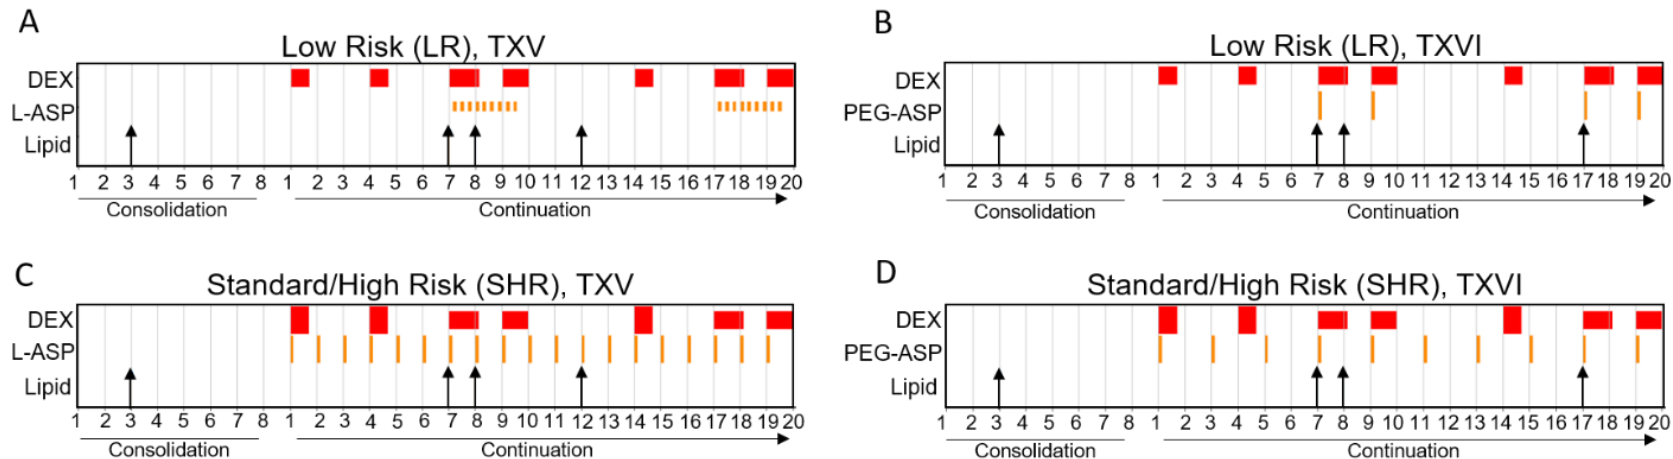 A
Low Risk (LR), TXV
DEX
L-ASP
Lipid
1 2 3 4 5 6 7 8 1 2 3 4 5 6 7 8 9 10 11 12 13 14 15 16 17 18 19 20
Consolidation Continuation
B
Low Risk (LR), TXVI
DEX
PEG-ASP
Lipid
1 2 3 4 5 6 7 8 1 2 3 4 5 6 7 8 9 10 11 12 13 14 15 16 17 18 19 20
Consolidation Continuation
C
Standard/High Risk (SHR), TXV
DEX
L-ASP
Lipid
1 2 3 4 5 6 7 8 1 2 3 4 5 6 7 8 9 10 11 12 13 14 15 16 17 18 19 20
Consolidation Continuation
D
Standard/High Risk (SHR), TXVI
DEX
PEG-ASP
Lipid
1 2 3 4 5 6 7 8 1 2 3 4 5 6 7 8 9 10 11 12 13 14 15 16 17 18 19 20
Consolidation Continuation